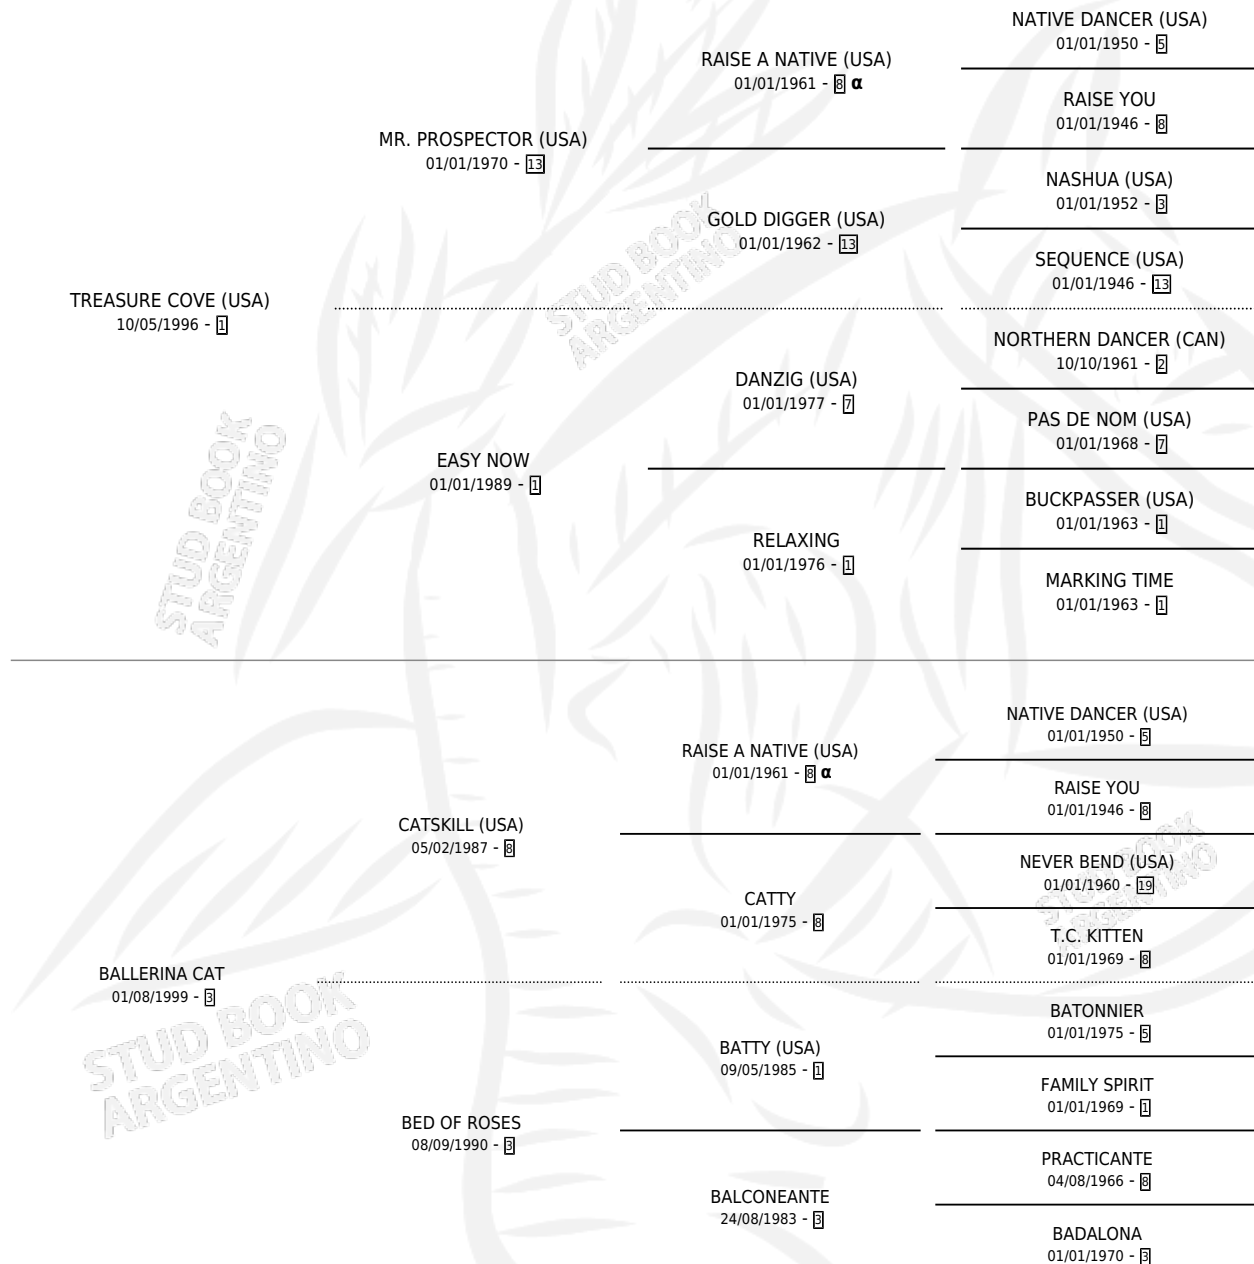 NATIVE DANCER (USA)
01/01/1950 - 5
RAISE A NATIVE (USA)
01/01/1961 - 8 α
RAISE YOU
01/01/1946 - 8
MR. PROSPECTOR (USA)
01/01/1970 - 13
NASHUA (USA)
01/01/1952 - 3
GOLD DIGGER (USA)
01/01/1962 - 13
SEQUENCE (USA)
01/01/1946 - 13
TREASURE COVE (USA)
10/05/1996 - 1
STUD BOOK
ARGENTINO
NORTHERN DANCER (CAN)
10/10/1961 - 2
DANZIG (USA)
01/01/1977 - 7
PAS DE NOM (USA)
01/01/1968 - 7
EASY NOW
01/01/1989 - 1
BUCKPASSER (USA)
01/01/1963 - 1
RELAXING
01/01/1976 - 1
MARKING TIME
01/01/1963 - 1
STUD BOOK
ARGENTINO
NATIVE DANCER (USA)
01/01/1950 - 5
RAISE A NATIVE (USA)
01/01/1961 - 8 α
RAISE YOU
01/01/1946 - 8
CATSKILL (USA)
05/02/1987 - 8
NEVER BEND (USA)
01/01/1960 - 19
STUD BOOK
ARGENTINO
CATTY
01/01/1975 - 8
T.C. KITTEN
01/01/1969 - 8
BALLERINA CAT
01/08/1999 - 3
STUD BOOK
ARGENTINO
BATONNIER
01/01/1975 - 5
BATTY (USA)
09/05/1985 - 1
FAMILY SPIRIT
01/01/1969 - 1
BED OF ROSES
08/09/1990 - 3
PRACTICANTE
04/08/1966 - 8
BALCONEANTE
24/08/1983 - 3
BADALONA
01/01/1970 - 3